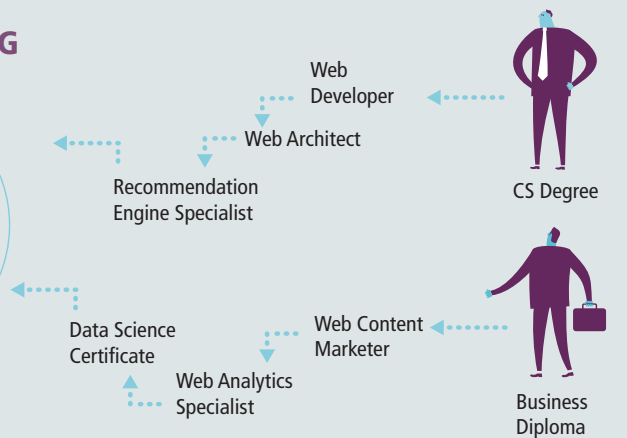 G
Web
Developer
Web Architect
Recommendation
Engine Specialist
CS Degree
Data Science
Certificate
Web Content
Marketer
Web Analytics
Specialist
Business
Diploma